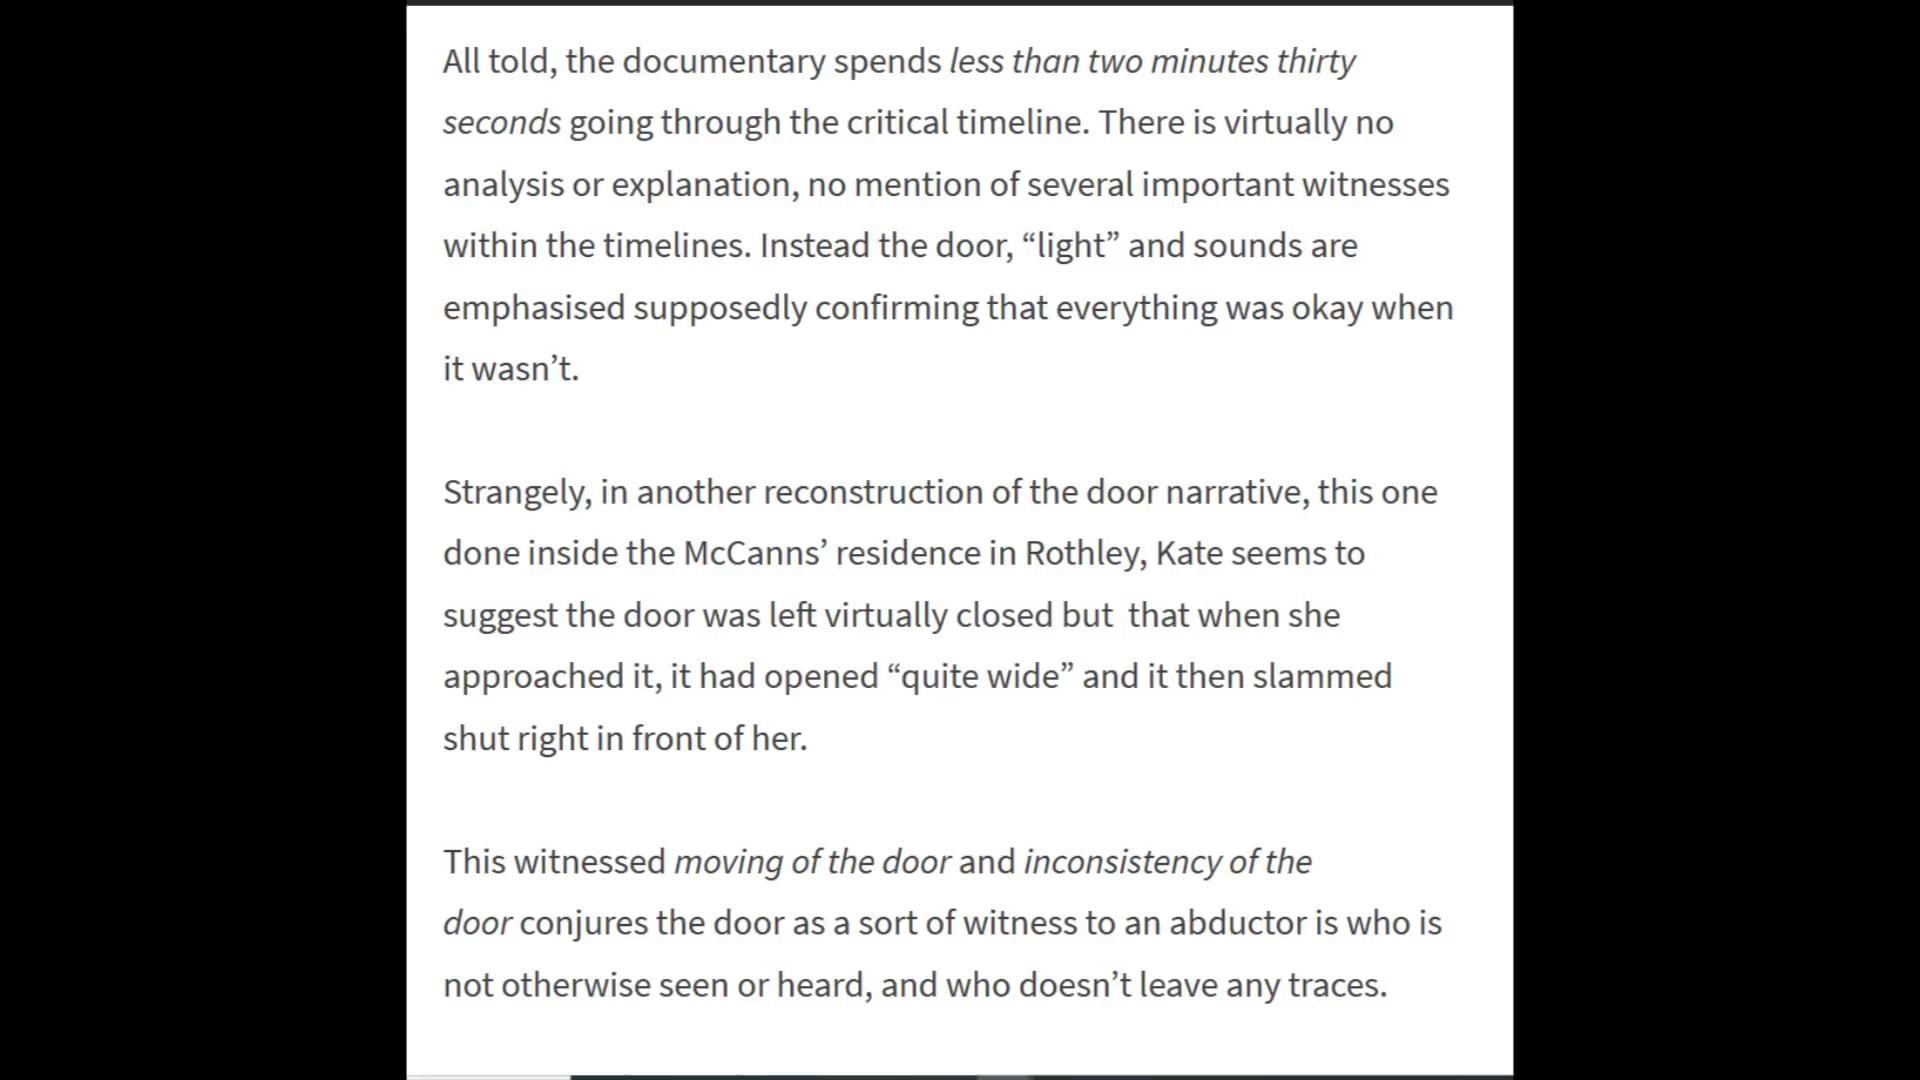 All told, the documentary spends less than two minutes thirty
seconds going through the critical timeline. There is virtually no
analysis or explanation, no mention of several important witnesses
within the timelines. Instead the door, “light” and sounds are
emphasised supposedly confirming that everything was okay when
it wasn’t.
Strangely, in another reconstruction of the door narrative, this one
done inside the McCanns’ residence in Rothley, Kate seems to
suggest the door was left virtually closed but  that when she
approached it, it had opened “quite wide” and it then slammed
shut right in front of her.
This witnessed moving of the door and inconsistency of the
door conjures the door as a sort of witness to an abductor is who is
not otherwise seen or heard, and who doesn’t leave any traces.